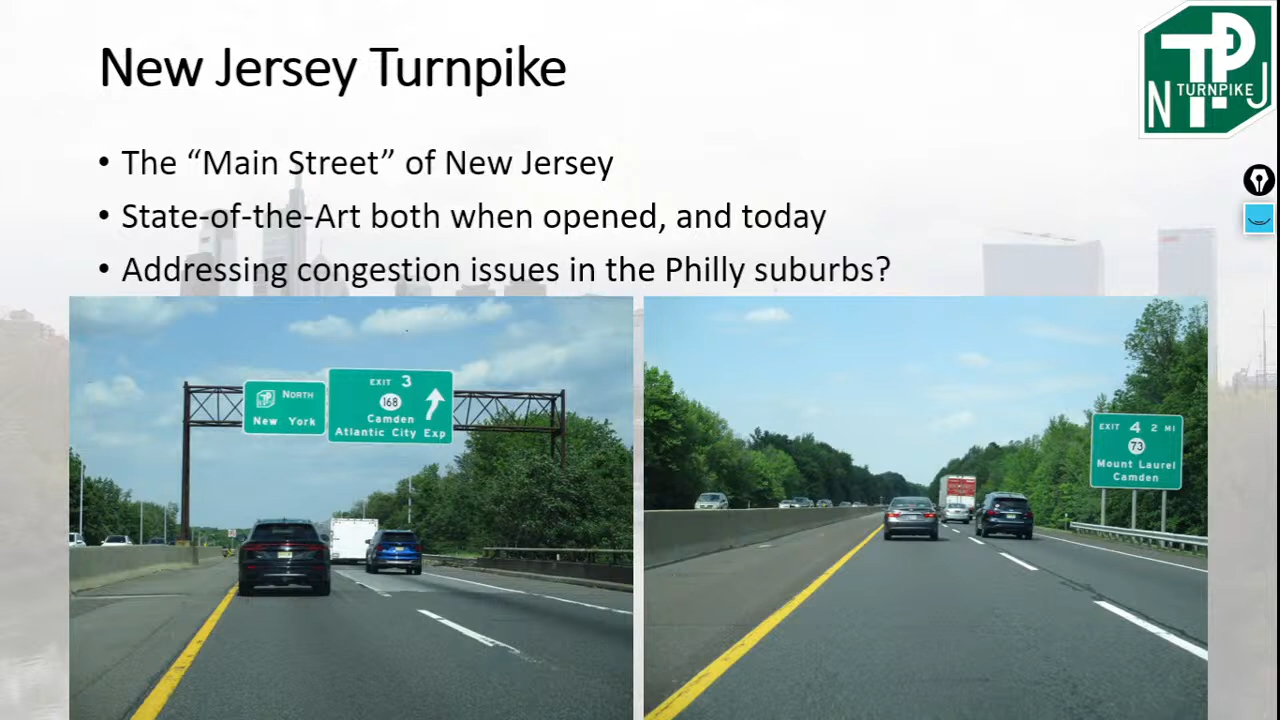 New Jersey Turnpike
N TURNPIKE J
TP
• The “Main Street” of New Jersey
• State-of-the-Art both when opened, and today
• Addressing congestion issues in the Philly suburbs?
NORTH
New York
EXIT 3
168
Camden
Atlantic City Exp
EXIT 4 2 MI
73
Mount Laurel
Camden